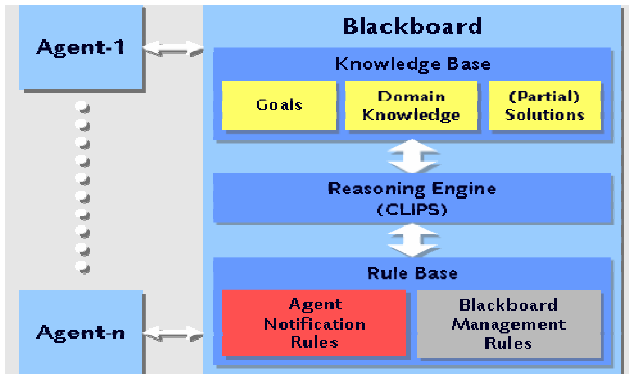 Agent-1
Blackboard
Knowledge Base
Goals
Domain
Knowledge
(Partial)
Solutions
Reasoning Engine
(CLIPS)
Rule Base
Agent
Notification
Rules
Blackboard
Management
Rules
Agent-n